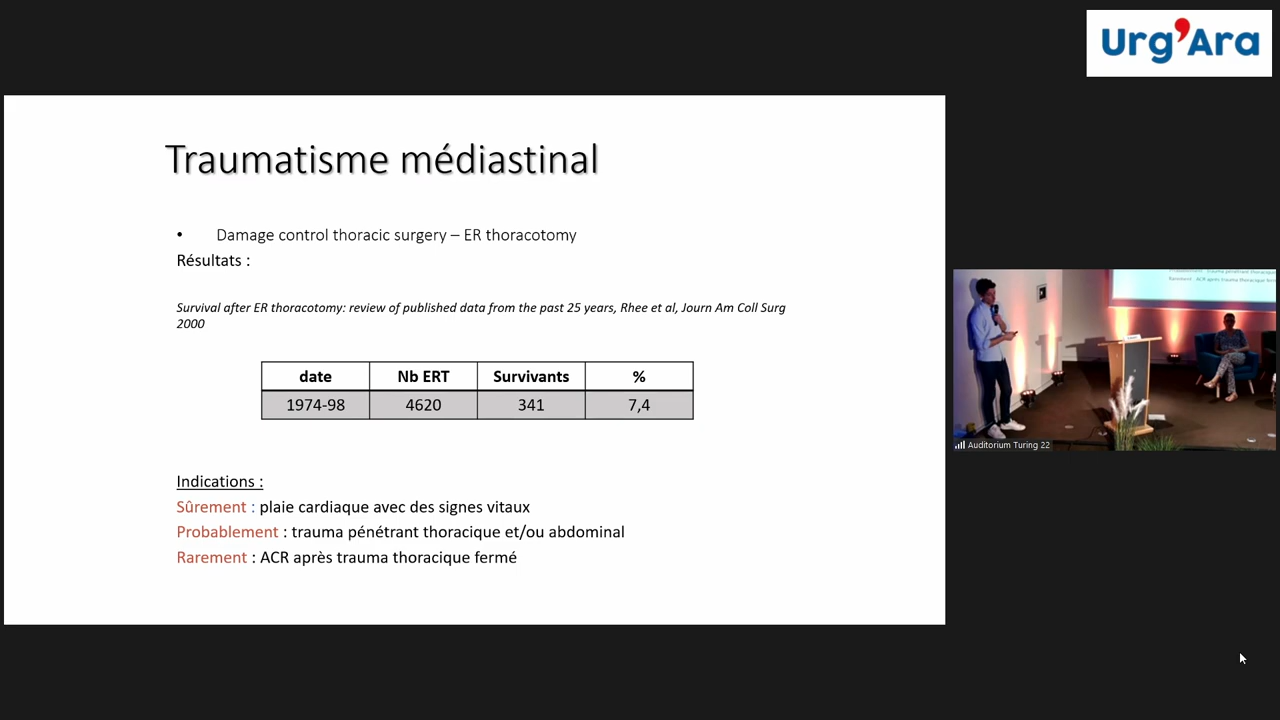 Urg'Ara
Traumatisme médiastinal
• Damage control thoracic surgery – ER thoracotomy
Résultats :
Survival after ER thoracotomy: review of published data from the past 25 years, Rhee et al, Journ Am Coll Surg
2000
date Nb ERT Survivants %
1974-98 4620 341 7,4
Indications :
Sûrement : plaie cardiaque avec des signes vitaux
Probablement : trauma pénétrant thoracique et/ou abdominal
Rarement : ACR après trauma thoracique fermé
Auditorium Turing 22